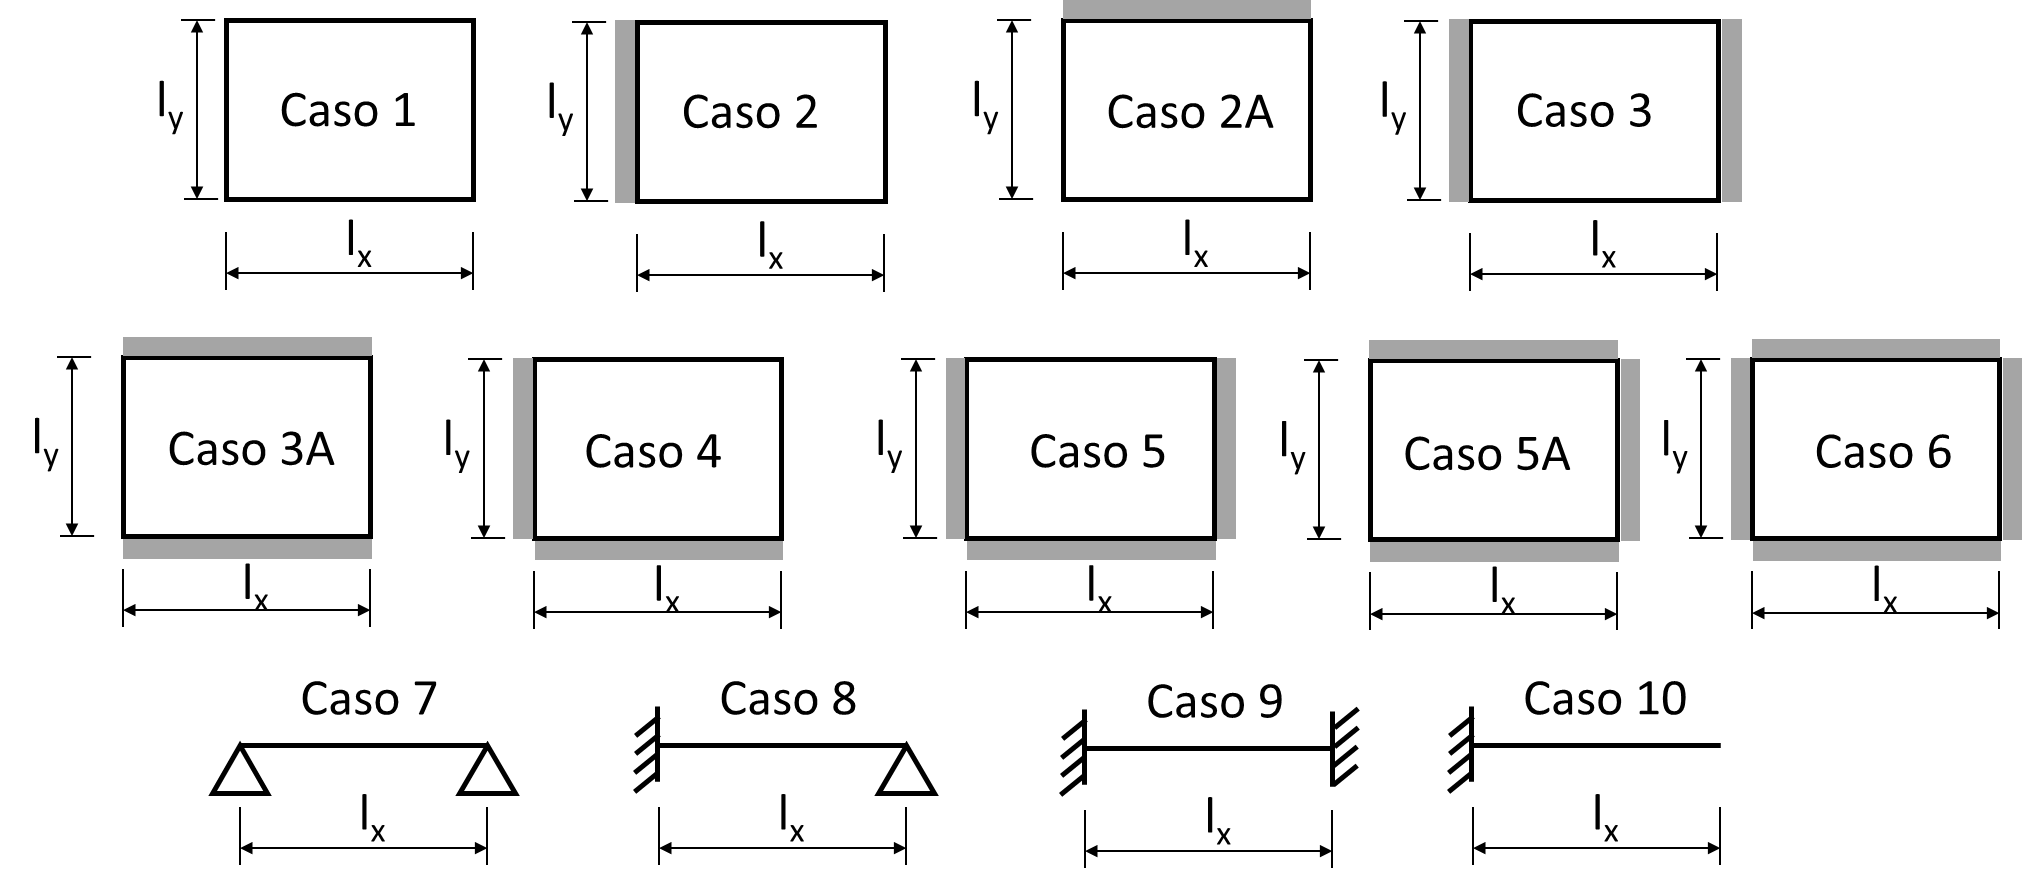 Caso 1
Caso 2
Caso 2A
Caso 3
ly
ly
ly
ly
lx
lx
lx
lx
Caso 3A
Caso 4
Caso 5
Caso 5A
Caso 6
ly
ly
ly
ly
ly
lx
lx
lx
lx
lx
Caso 7
Caso 8
Caso 9
Caso 10
lx
lx
lx
lx